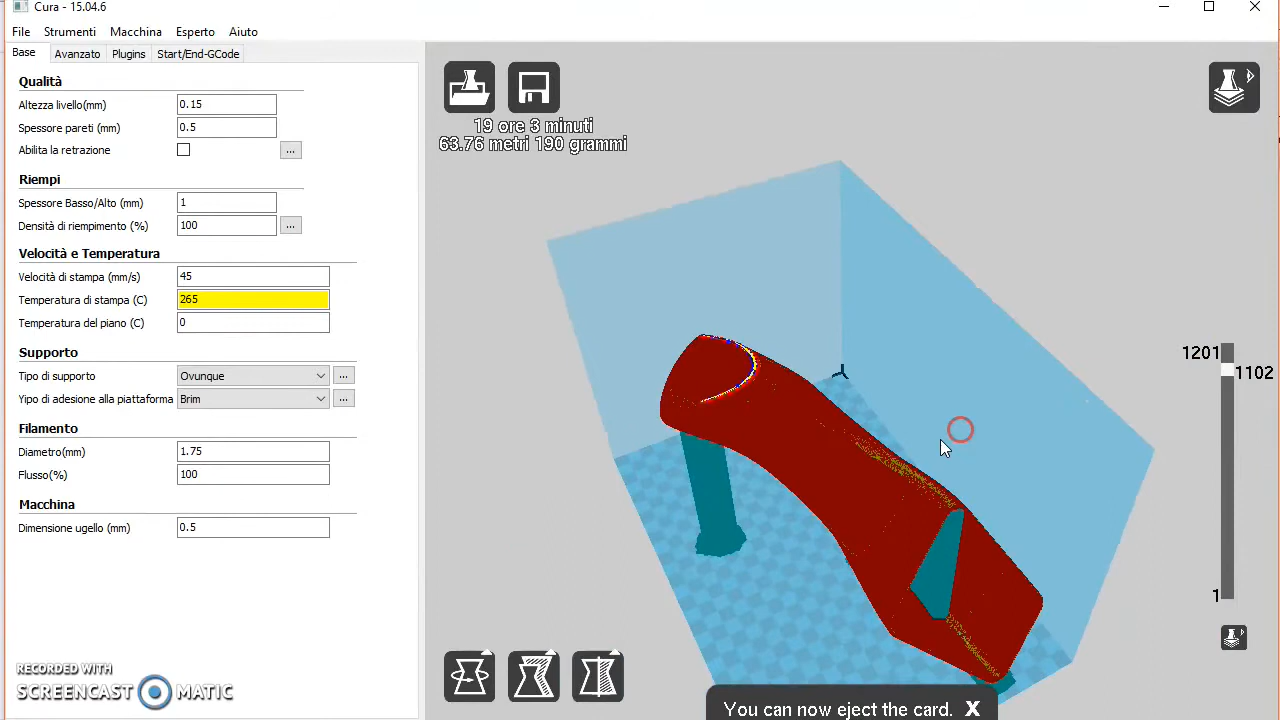 Cura - 15.04.6
File Strumenti Macchina Esperto Aiuto
Base Avanzato Plugins Start/End-GCode
Qualità
Altezza livello(mm) 0.15
Spessore pareti (mm) 0.5
Abilita la retrazione ...
Riempi
Spessore Basso/Alto (mm) 1
Densità di riempimento (%) 100 ...
Velocità e Temperatura
Velocità di stampa (mm/s) 45
Temperatura di stampa (C) 265
Temperatura del piano (C) 0
Supporto
Tipo di supporto Ovunque ...
Yipo di adesione alla piattaforma Brim ...
Filamento
Diametro(mm) 1.75
Flusso(%) 100
Macchina
Dimensione ugello (mm) 0.5
RECORDED WITH
SCREENCAST MATIC
19 ore 3 minuti
63.76 metri 190 grammi
1201
1102
1
You can now eject the card. X